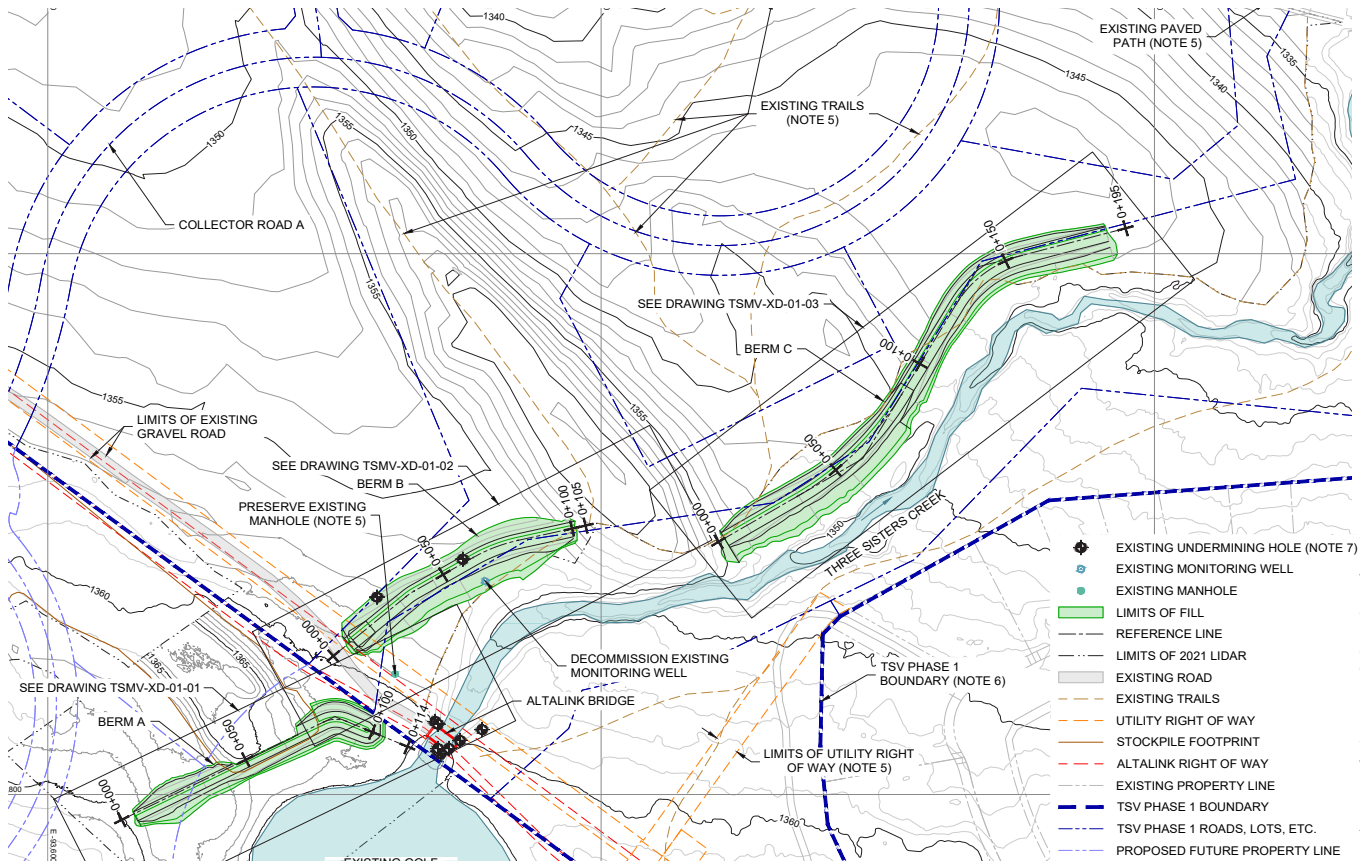 1340
EXISTING PAVED
PATH (NOTE 5)
1335
1345
1340
EXISTING TRAILS
(NOTE 5)
1350
1355
1350
1345
1345
COLLECTOR ROAD A
0+195
0+150
1355
SEE DRAWING TSMV-XD-01-03
BERM C
0+100
1355
LIMITS OF EXISTING
GRAVEL ROAD
1355
0+050
SEE DRAWING TSMV-XD-01-02
BERM B
0+105
0+100
PRESERVE EXISTING
MANHOLE (NOTE 5)
0+000
0+050
1350
THREE SISTERS CREEK
EXISTING MONITORING WELL
1360
0+000
DECOMMISSION EXISTING
MONITORING WELL
1365
1365
TSV PHASE 1
BOUNDARY (NOTE 6)
SEE DRAWING TSMV-XD-01-01
ALTALINK BRIDGE
BERM A
0+050
0+100
0+114
LIMITS OF UTILITY RIGHT
OF WAY (NOTE 5)
800
0+000
1360
E -93,600
EXISTING GOLF
EXISTING UNDERMINING HOLE (NOTE 7)
EXISTING MONITORING WELL
EXISTING MANHOLE
LIMITS OF FILL
REFERENCE LINE
LIMITS OF 2021 LIDAR
EXISTING ROAD
EXISTING TRAILS
UTILITY RIGHT OF WAY
STOCKPILE FOOTPRINT
ALTALINK RIGHT OF WAY
EXISTING PROPERTY LINE
TSV PHASE 1 BOUNDARY
TSV PHASE 1 ROADS, LOTS, ETC.
PROPOSED FUTURE PROPERTY LINE